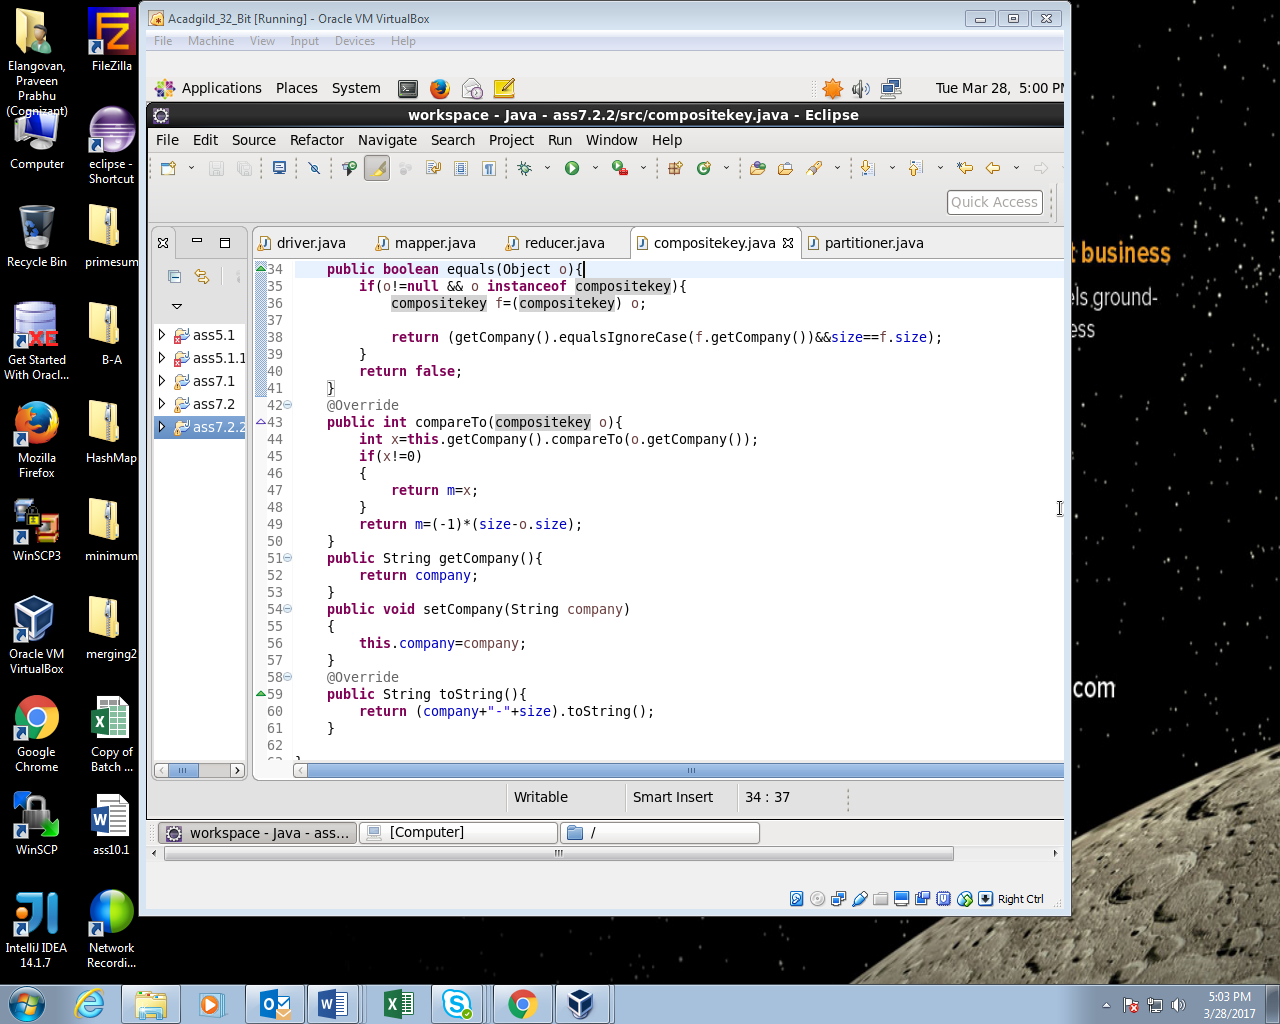 Elangovan,
Praveen
Prabhu
(Cognizant)
FileZilla
Computer
eclipse -
Shortcut
Recycle Bin
primesum
Get Started
With Oracl...
B-A
Mozilla
Firefox
HashMap
WinSCP3
minimum
Oracle VM
VirtualBox
merging2
Google
Chrome
Copy of
Batch ...
WinSCP
ass10.1
IntelliJ IDEA
14.1.7
Network
Recordi...
Acadgild_32_Bit [Running] - Oracle VM VirtualBox
File Machine View Input Devices Help
Applications Places System
Tue Mar 28, 5:00 PM
workspace - Java - ass7.2.2/src/compositekey.java - Eclipse
File Edit Source Refactor Navigate Search Project Run Window Help
Quick Access
driver.java mapper.java reducer.java compositekey.java partitioner.java
ass5.1
ass5.1.1
ass7.1
ass7.2
ass7.2.2
34 public boolean equals(Object o){
35 if(o!=null && o instanceof compositekey){
36 compositekey f=(compositekey) o;
37
38 return (getCompany().equalsIgnoreCase(f.getCompany())&&size==f.size);
39 }
40 return false;
41 }
42 @Override
43 public int compareTo(compositekey o){
44 int x=this.getCompany().compareTo(o.getCompany());
45 if(x!=0)
46 {
47 return m=x;
48 }
49 return m=(-1)*(size-o.size);
50 }
51 public String getCompany(){
52 return company;
53 }
54 public void setCompany(String company)
55 {
56 this.company=company;
57 }
58 @Override
59 public String toString(){
60 return (company+"-"+size).toString();
61 }
62
Writable Smart Insert 34 : 37
workspace - Java - ass... [Computer] /
Right Ctrl
t business
els,ground-
ess
com
5:03 PM
3/28/2017